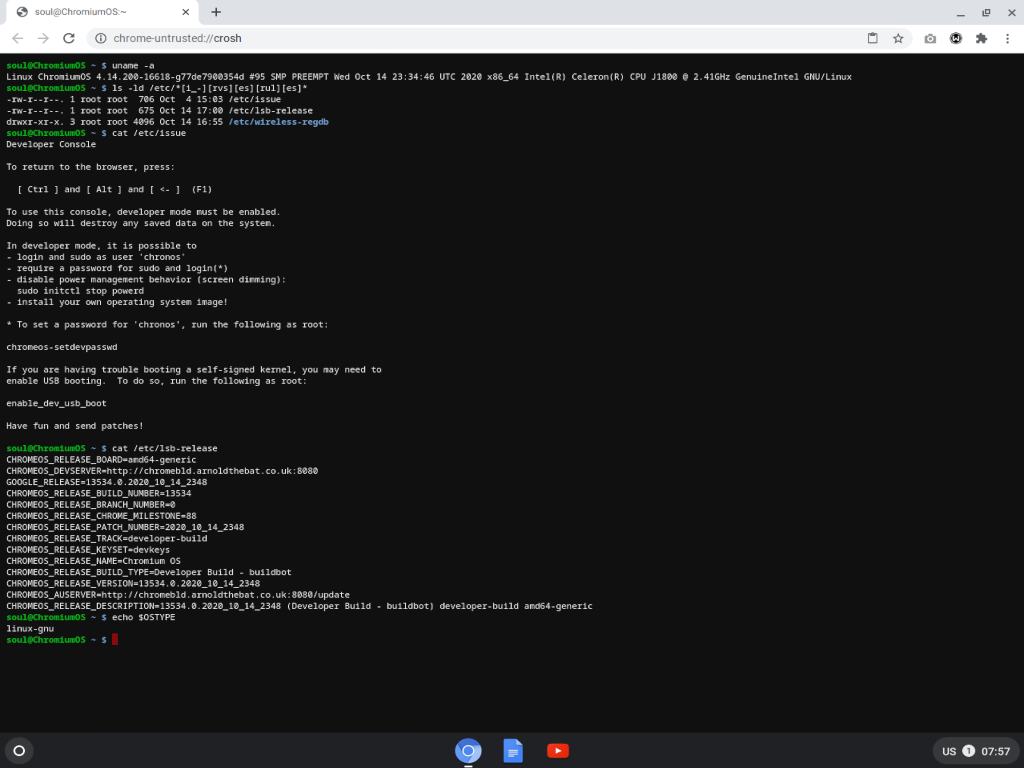 soul@ChromiumOS:~
chrome-untrusted://crosh
soul@ChromiumOS ~ $ uname -a
Linux ChromiumOS 4.14.200-16618-g77de7900354d #95 SMP PREEMPT Wed Oct 14 23:34:46 UTC 2020 x86_64 Intel(R) Celeron(R) CPU J1800 @ 2.41GHz GenuineIntel GNU/Linux
soul@ChromiumOS ~ $ ls -ld /etc/*[i_-][rvs][es][rul][es]*
-rw-r--r--. 1 root root  706 Oct  4 15:03 /etc/issue
-rw-r--r--. 1 root root  675 Oct 14 17:00 /etc/lsb-release
drwxr-xr-x. 3 root root 4096 Oct 14 16:55 /etc/wireless-regdb
soul@ChromiumOS ~ $ cat /etc/issue
Developer Console
To return to the browser, press:
  [ Ctrl ] and [ Alt ] and [ <- ]  (F1)
To use this console, developer mode must be enabled.
Doing so will destroy any saved data on the system.
In developer mode, it is possible to
- login and sudo as user 'chronos'
- require a password for sudo and login(*)
- disable power management behavior (screen dimming):
  sudo initctl stop powerd
- install your own operating system image!
* To set a password for 'chronos', run the following as root:
chromeos-setdevpasswd
If you are having trouble booting a self-signed kernel, you may need to
enable USB booting.  To do so, run the following as root:
enable_dev_usb_boot
Have fun and send patches!
soul@ChromiumOS ~ $ cat /etc/lsb-release
CHROMEOS_RELEASE_BOARD=amd64-generic
CHROMEOS_DEVSERVER=http://chromebld.arnoldthebat.co.uk:8080
GOOGLE_RELEASE=13534.0.2020_10_14_2348
CHROMEOS_RELEASE_BUILD_NUMBER=13534
CHROMEOS_RELEASE_BRANCH_NUMBER=0
CHROMEOS_RELEASE_CHROME_MILESTONE=88
CHROMEOS_RELEASE_PATCH_NUMBER=2020_10_14_2348
CHROMEOS_RELEASE_TRACK=developer-build
CHROMEOS_RELEASE_KEYSET=devkeys
CHROMEOS_RELEASE_NAME=Chromium OS
CHROMEOS_RELEASE_BUILD_TYPE=Developer Build - buildbot
CHROMEOS_RELEASE_VERSION=13534.0.2020_10_14_2348
CHROMEOS_AUSERVER=http://chromebld.arnoldthebat.co.uk:8080/update
CHROMEOS_RELEASE_DESCRIPTION=13534.0.2020_10_14_2348 (Developer Build - buildbot) developer-build amd64-generic
soul@ChromiumOS ~ $ echo $OSTYPE
linux-gnu
soul@ChromiumOS ~ $
US 1 07:57